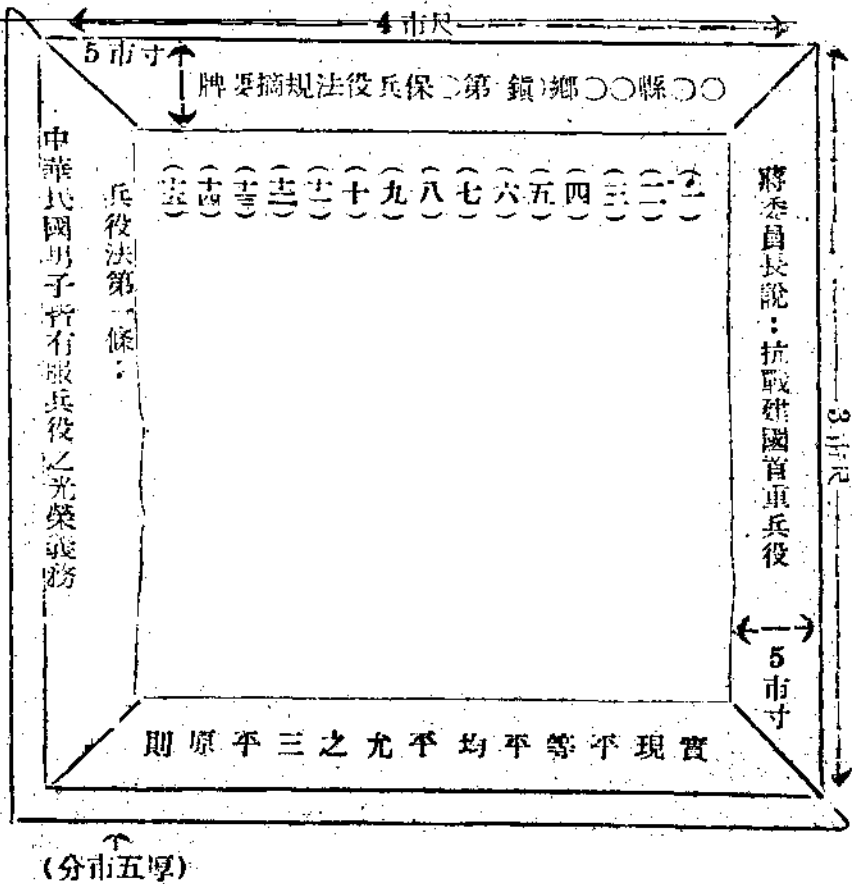 4市尺
5市寸
○○縣○○鄉鎮第○保兵役法規摘要牌
蔣委員長說：抗戰建國首重兵役
3市尺
5市寸
(一)
(二)
(三)
(四)
(五)
(六)
(七)
(八)
(九)
(十)
(十一)
(十二)
(十三)
(十四)
(十五)
兵役法第一條：
中華民國男子皆有服兵役之光榮義務
實現平等平均平允之三平原則
(厚五市分)